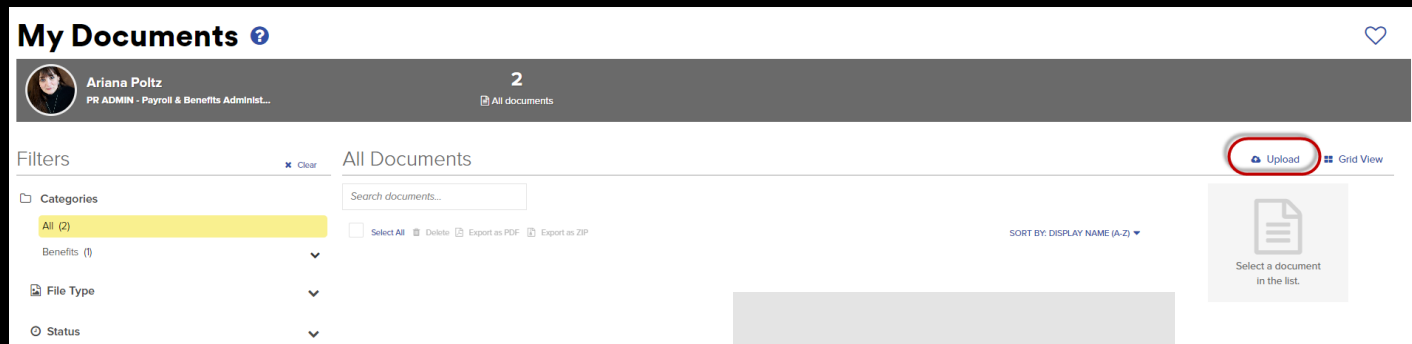 My Documents ?
Ariana Poltz
PR ADMIN - Payroll & Benefits Administ...
2
All documents
Filters
× Clear
Categories
All (2)
Benefits (1)
File Type
Status
All Documents
Upload
Grid View
Search documents...
Select All Delete Export as PDF Export as ZIP
SORT BY: DISPLAY NAME (A-Z)
Select a document
in the list.